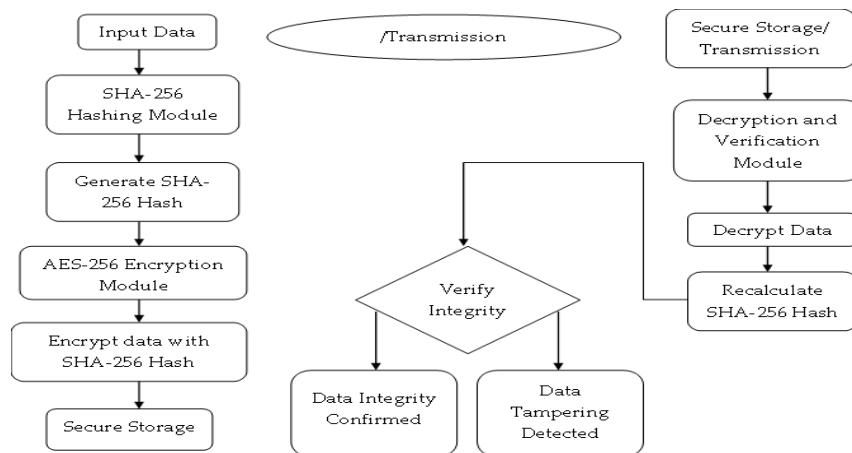 Input Data
SHA-256
Hashing Module
Generate SHA-
256 Hash
AES-256 Encryption
Module
Encrypt data with
SHA-256 Hash
Secure Storage
/Transmission
Secure Storage/
Transmission
Decryption and
Verification
Module
Decrypt Data
Recalculate
SHA-256 Hash
Verify
Integrity
Data Integrity
Confirmed
Data
Tampering
Detected